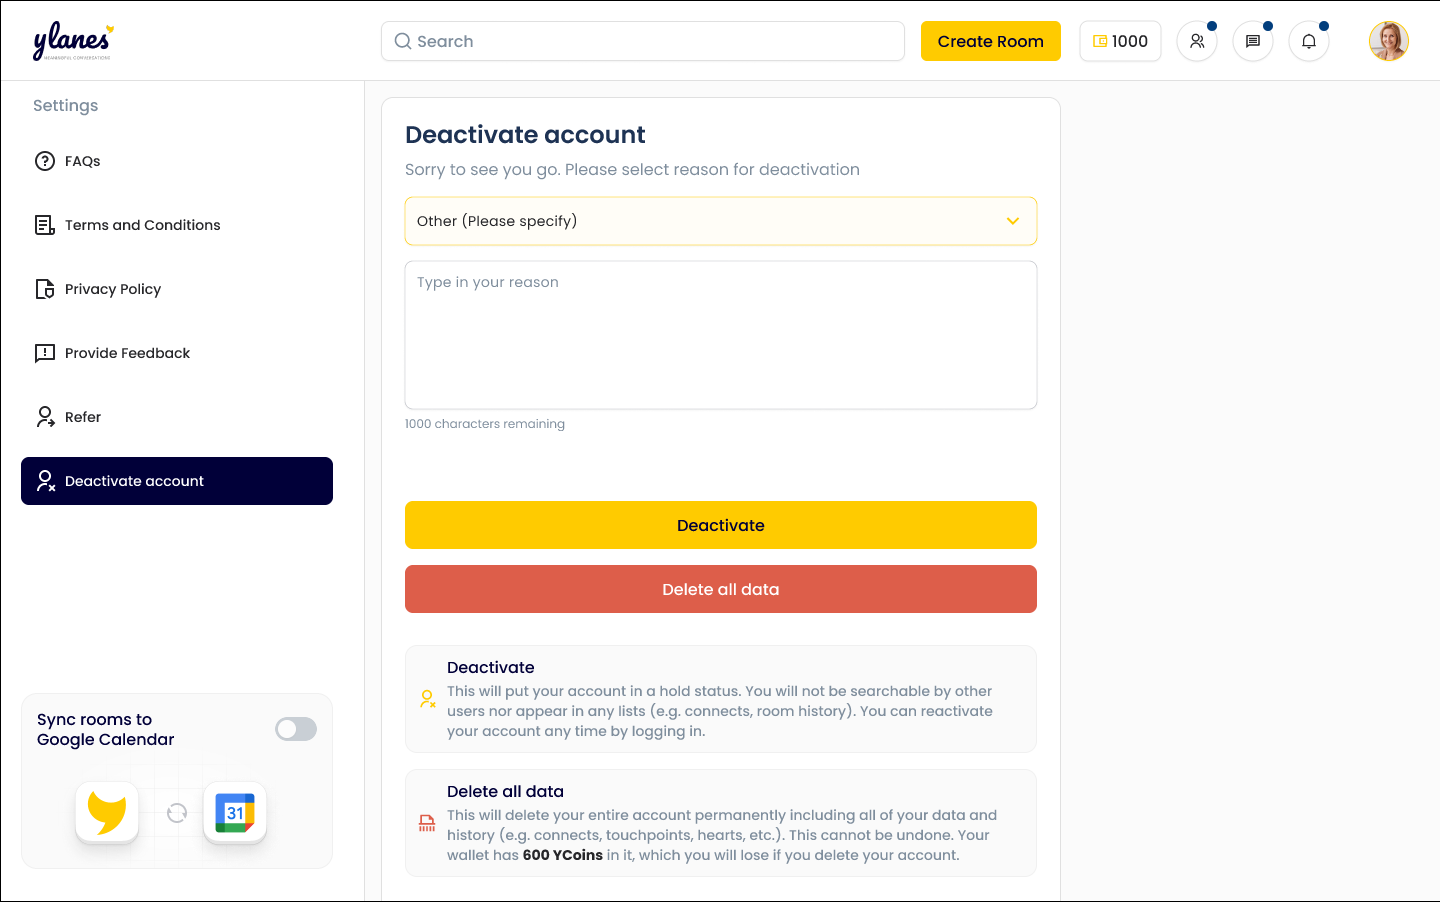 ylanes
MEANINGFUL CONVERSATIONS
Search
Create Room
1000
Settings
FAQs
Terms and Conditions
Privacy Policy
Provide Feedback
Refer
Deactivate account
Sync rooms to
Google Calendar
31
Deactivate account
Sorry to see you go. Please select reason for deactivation
Other (Please specify)
Type in your reason
1000 characters remaining
Deactivate
Delete all data
Deactivate
This will put your account in a hold status. You will not be searchable by other
users nor appear in any lists (e.g. connects, room history). You can reactivate
your account any time by logging in.
Delete all data
This will delete your entire account permanently including all of your data and
history (e.g. connects, touchpoints, hearts, etc.). This cannot be undone. Your
wallet has 600 YCoins in it, which you will lose if you delete your account.